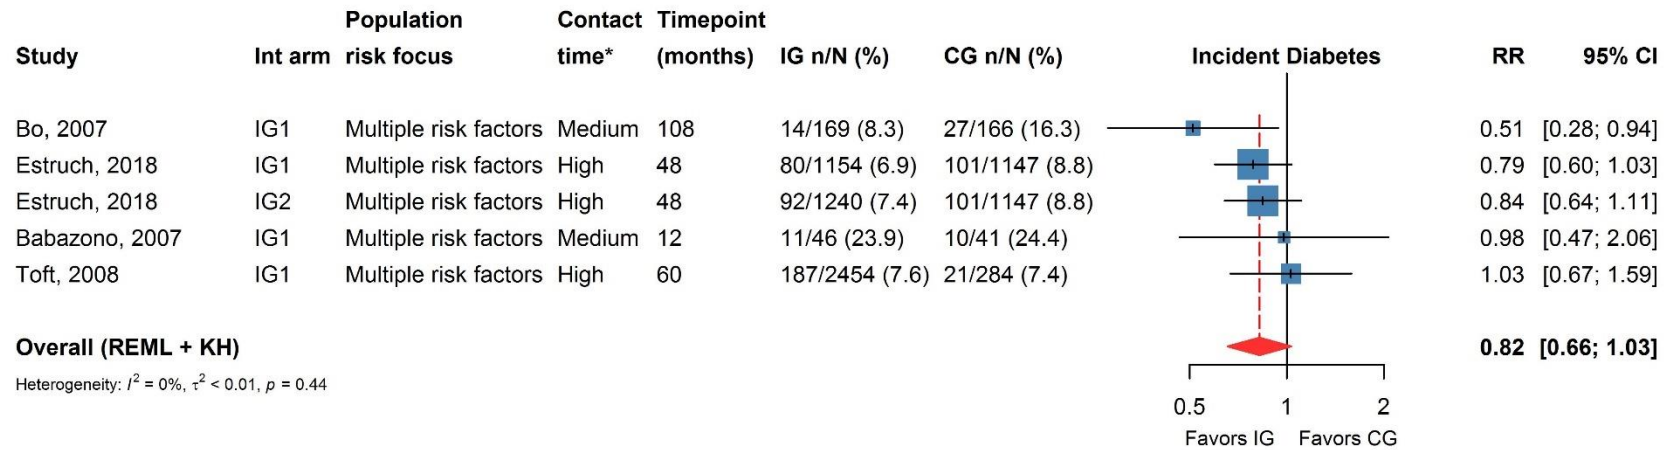 Population Contact Timepoint
Study Int arm risk focus time* (months) IG n/N (%) CG n/N (%) Incident Diabetes RR 95% CI
Bo, 2007 IG1 Multiple risk factors Medium 108 14/169 (8.3) 27/166 (16.3) 0.51 [0.28; 0.94]
Estruch, 2018 IG1 Multiple risk factors High 48 80/1154 (6.9) 101/1147 (8.8) 0.79 [0.60; 1.03]
Estruch, 2018 IG2 Multiple risk factors High 48 92/1240 (7.4) 101/1147 (8.8) 0.84 [0.64; 1.11]
Babazono, 2007 IG1 Multiple risk factors Medium 12 11/46 (23.9) 10/41 (24.4) 0.98 [0.47; 2.06]
Toft, 2008 IG1 Multiple risk factors High 60 187/2454 (7.6) 21/284 (7.4) 1.03 [0.67; 1.59]
Overall (REML + KH) 0.82 [0.66; 1.03]
Heterogeneity: I² = 0%, τ² < 0.01, p = 0.44
0.5 1 2
Favors IG Favors CG